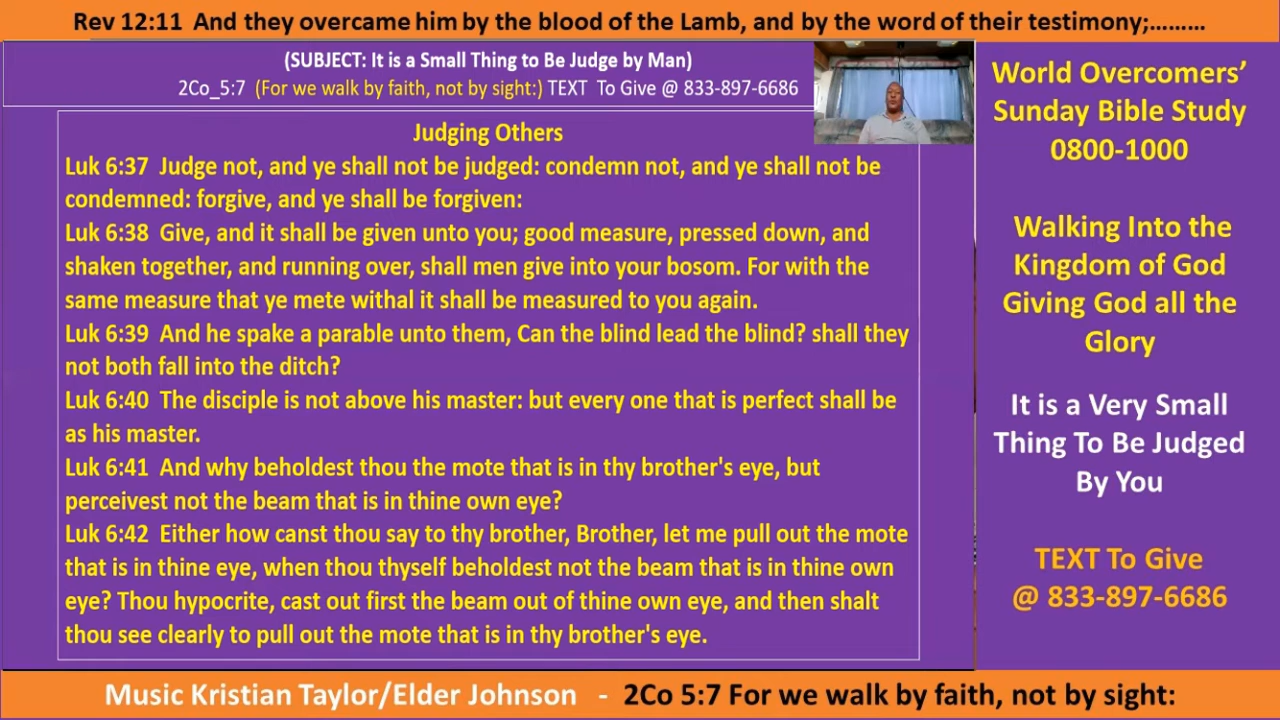 Rev 12:11  And they overcame him by the blood of the Lamb, and by the word of their testimony;………
(SUBJECT: It is a Small Thing to Be Judge by Man)
2Co_5:7  (For we walk by faith, not by sight:) TEXT  To Give @ 833-897-6686
Judging Others
Luk 6:37  Judge not, and ye shall not be judged: condemn not, and ye shall not be
condemned: forgive, and ye shall be forgiven:
Luk 6:38  Give, and it shall be given unto you; good measure, pressed down, and
shaken together, and running over, shall men give into your bosom. For with the
same measure that ye mete withal it shall be measured to you again.
Luk 6:39  And he spake a parable unto them, Can the blind lead the blind? shall they
not both fall into the ditch?
Luk 6:40  The disciple is not above his master: but every one that is perfect shall be
as his master.
Luk 6:41  And why beholdest thou the mote that is in thy brother's eye, but
perceivest not the beam that is in thine own eye?
Luk 6:42  Either how canst thou say to thy brother, Brother, let me pull out the mote
that is in thine eye, when thou thyself beholdest not the beam that is in thine own
eye? Thou hypocrite, cast out first the beam out of thine own eye, and then shalt
thou see clearly to pull out the mote that is in thy brother's eye.
World Overcomers’
Sunday Bible Study
0800-1000
Walking Into the
Kingdom of God
Giving God all the
Glory
It is a Very Small
Thing To Be Judged
By You
TEXT To Give
@ 833-897-6686
Music Kristian Taylor/Elder Johnson   -  2Co 5:7 For we walk by faith, not by sight: